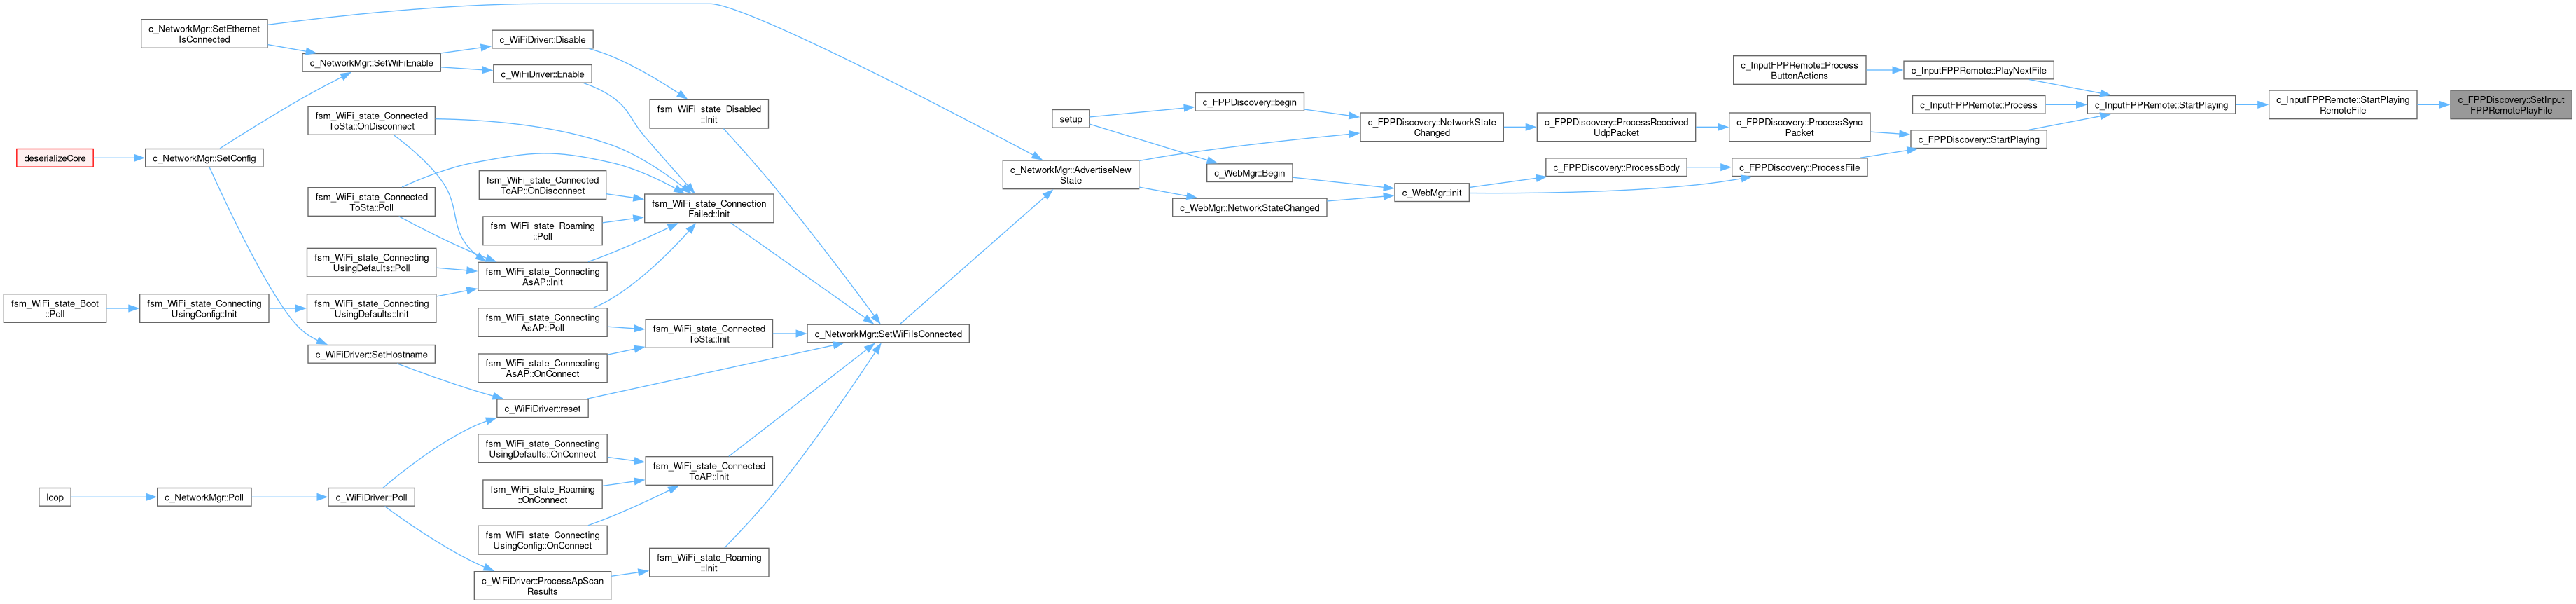 c_NetworkMgr::SetEthernet
IsConnected
c_NetworkMgr::SetWiFiEnable
c_WiFiDriver::Disable
c_WiFiDriver::Enable
fsm_WiFi_state_Disabled
::Init
fsm_WiFi_state_Connected
ToSta::OnDisconnect
deserializeCore
c_NetworkMgr::SetConfig
fsm_WiFi_state_Connected
ToAP::OnDisconnect
fsm_WiFi_state_Connected
ToSta::Poll
fsm_WiFi_state_Connection
Failed::Init
fsm_WiFi_state_Roaming
::Poll
fsm_WiFi_state_Connecting
UsingDefaults::Poll
fsm_WiFi_state_Connecting
AsAP::Init
fsm_WiFi_state_Boot
::Poll
fsm_WiFi_state_Connecting
UsingConfig::Init
fsm_WiFi_state_Connecting
UsingDefaults::Init
fsm_WiFi_state_Connecting
AsAP::Poll
fsm_WiFi_state_Connected
ToSta::Init
c_NetworkMgr::SetWiFiIsConnected
c_WiFiDriver::SetHostname
fsm_WiFi_state_Connecting
AsAP::OnConnect
c_WiFiDriver::reset
fsm_WiFi_state_Connecting
UsingDefaults::OnConnect
fsm_WiFi_state_Connected
ToAP::Init
fsm_WiFi_state_Roaming
::OnConnect
loop
c_NetworkMgr::Poll
c_WiFiDriver::Poll
fsm_WiFi_state_Connecting
UsingConfig::OnConnect
fsm_WiFi_state_Roaming
::Init
c_WiFiDriver::ProcessApScan
Results
c_NetworkMgr::AdvertiseNew
State
setup
c_FPPDiscovery::begin
c_WebMgr::Begin
c_WebMgr::NetworkStateChanged
c_FPPDiscovery::NetworkState
Changed
c_WebMgr::init
c_FPPDiscovery::ProcessReceived
UdpPacket
c_FPPDiscovery::ProcessBody
c_InputFPPRemote::Process
ButtonActions
c_FPPDiscovery::ProcessSync
Packet
c_FPPDiscovery::ProcessFile
c_InputFPPRemote::PlayNextFile
c_InputFPPRemote::Process
c_FPPDiscovery::StartPlaying
c_InputFPPRemote::StartPlaying
c_InputFPPRemote::StartPlaying
RemoteFile
c_FPPDiscovery::SetInput
FPPRemotePlayFile